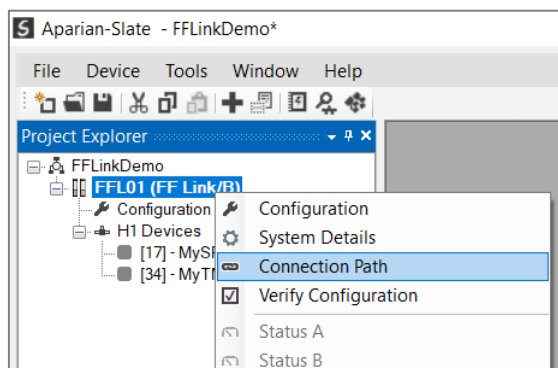 S Aparian-Slate - FFLinkDemo*
File Device Tools Window Help
Project Explorer
FFLinkDemo
FFL01 (FF Link/B)
Configuration
H1 Devices
[17] - MySP
[34] - MyT
Configuration
System Details
Connection Path
Verify Configuration
Status A
Status B